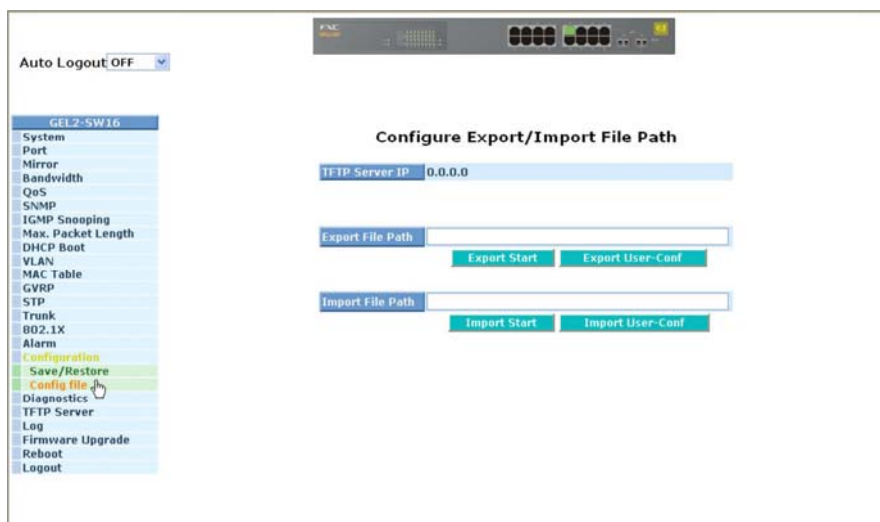 FXC
Auto Logout OFF
GEL2-SW16
System
Port
Mirror
Bandwidth
QoS
SNMP
IGMP Snooping
Max. Packet Length
DHCP Boot
VLAN
MAC Table
GVRP
STP
Trunk
802.1X
Alarm
Configuration
Save/Restore
Config file
Diagnostics
TFTP Server
Log
Firmware Upgrade
Reboot
Logout
Configure Export/Import File Path
TFTP Server IP 0.0.0.0
Export File Path
Export Start Export User-Conf
Import File Path
Import Start Import User-Conf